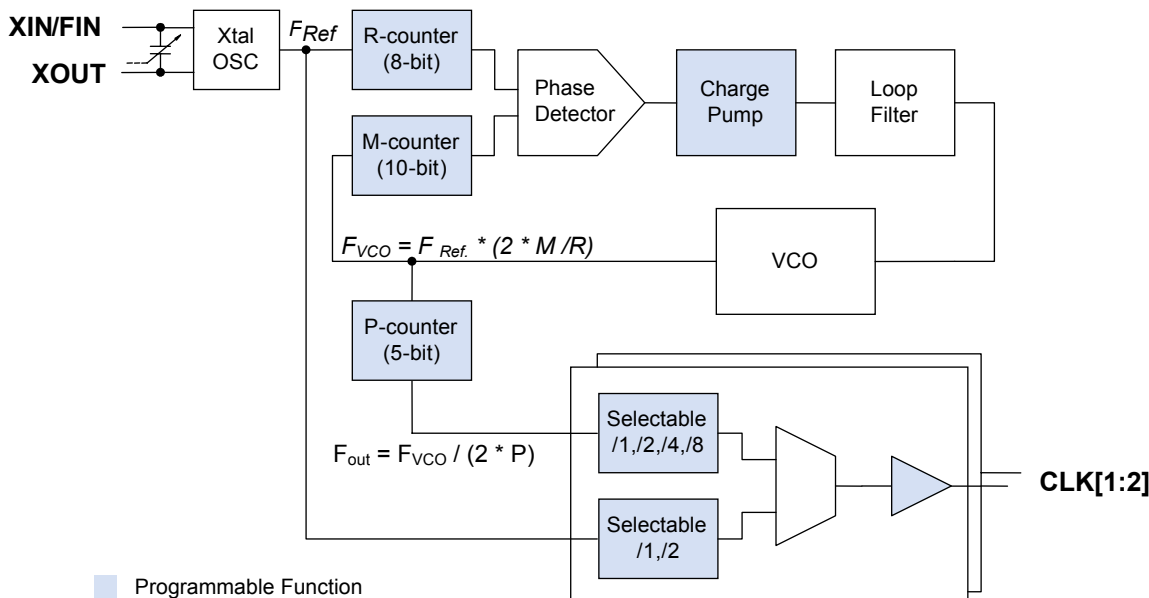 XIN/FIN
XOUT
Xtal
OSC
FRef
R-counter
(8-bit)
M-counter
(10-bit)
Phase
Detector
Charge
Pump
Loop
Filter
FVCO = F Ref. * (2 * M /R)
VCO
P-counter
(5-bit)
Fout = FVCO / (2 * P)
Selectable
/1,/2,/4,/8
Selectable
/1,/2
CLK[1:2]
Programmable Function